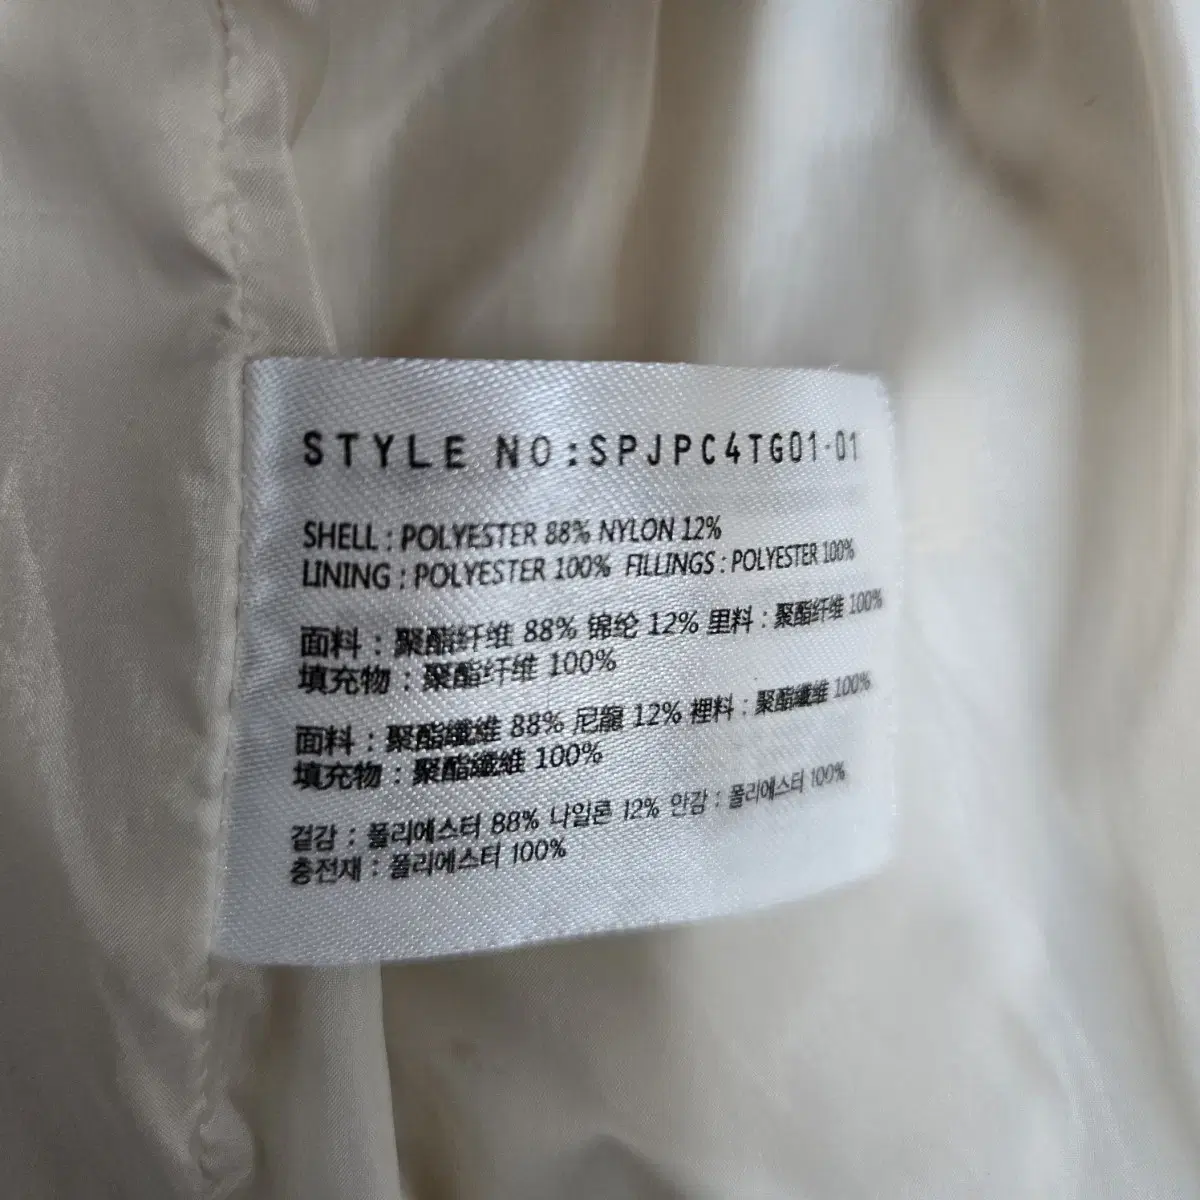 STYLE NO:SPJPC4TG01-01
SHELL : POLYESTER 88% NYLON 12%
LINING : POLYESTER 100% FILLINGS : POLYESTER 100%
面料 : 聚酯纤维 88% 锦纶 12% 里料 : 聚酯纤维 100%
填充物 : 聚酯纤维 100%
面料 : 聚酯纖維 88% 尼龍 12% 裡料 : 聚酯纖維 100%
填充物 : 聚酯纖維 100%
겉감 : 폴리에스터 88% 나일론 12% 안감 : 폴리에스터 100%
충전재 : 폴리에스터 100%